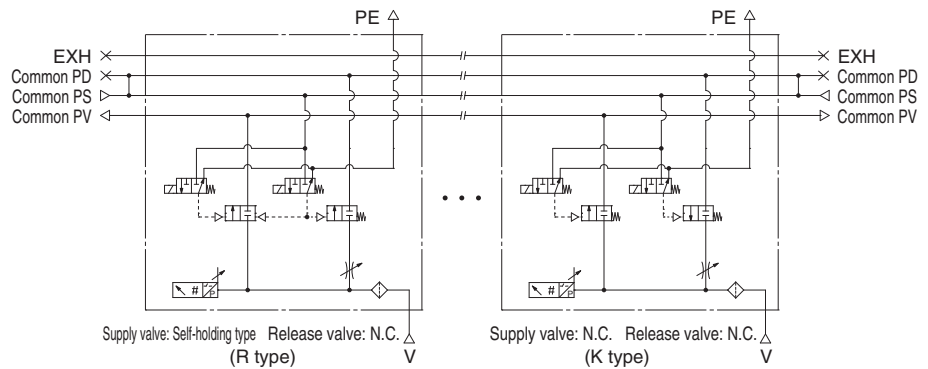 PE PE
EXH EXH
Common PD Common PD
Common PS Common PS
Common PV Common PV
# P # P
Supply valve: Self-holding type Release valve: N.C. V Supply valve: N.C. Release valve: N.C. V
(R type) (K type)